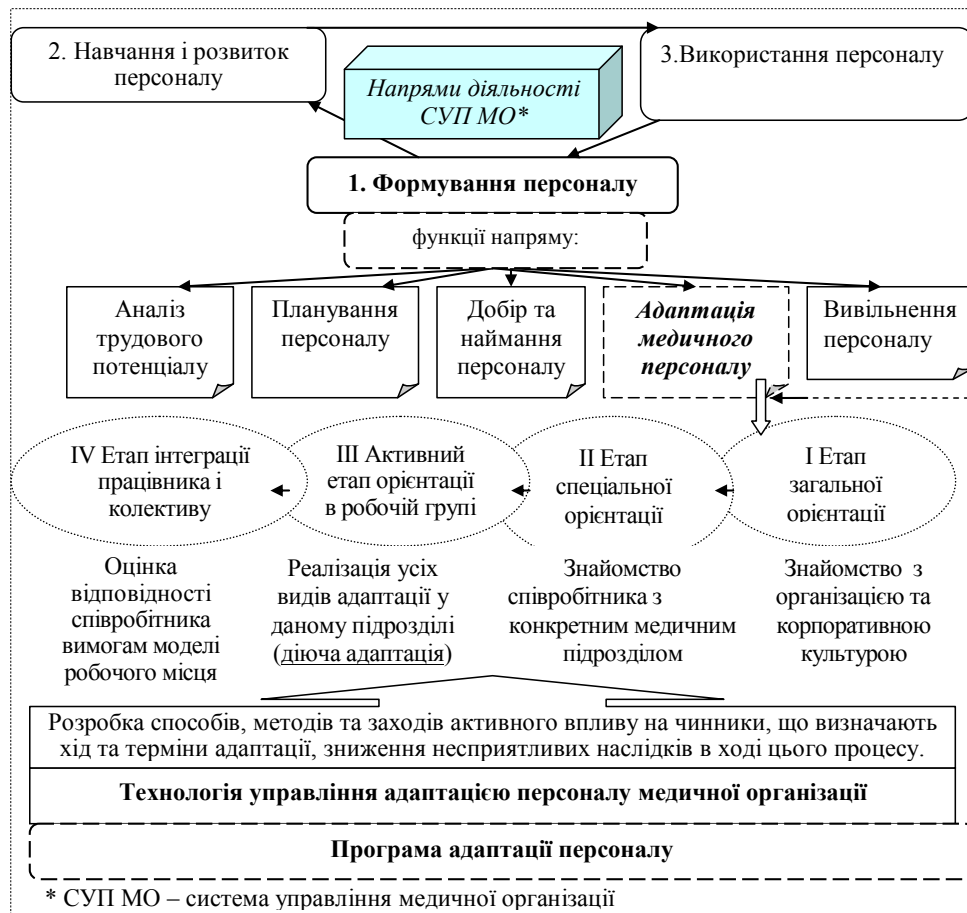 2. Навчання і розвиток
персоналу
3.Використання персоналу
Напрями діяльності
СУП МО*
1. Формування персоналу
функції напряму:
Аналіз
трудового
потенціалу
Планування
персоналу
Добір та
наймання
персоналу
Адаптація
медичного
персоналу
Вивільнення
персоналу
IV Етап інтеграції
працівника і
колективу
III Активний
етап орієнтації
в робочій групі
II Етап
спеціальної
орієнтації
I Етап
загальної
орієнтації
Оцінка
відповідності
співробітника
вимогам моделі
робочого місця
Реалізація усіх
видів адаптації у
даному підрозділі
(діюча адаптація)
Знайомство
співробітника з
конкретним медичним
підрозділом
Знайомство з
організацією та
корпоративною
культурою
Розробка способів, методів та заходів активного впливу на чинники, що визначають
хід та терміни адаптації, зниження несприятливих наслідків в ході цього процесу.
Технологія управління адаптацією персоналу медичної організації
Програма адаптації персоналу
* СУП МО – система управління медичної організації